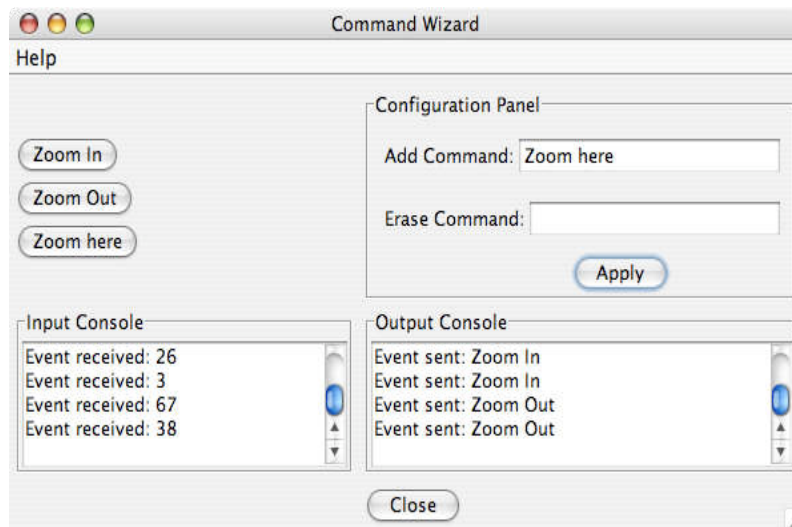 Command Wizard
Help
Zoom In
Zoom Out
Zoom here
Configuration Panel
Add Command: Zoom here
Erase Command:
Apply
Input Console
Event received: 26
Event received: 3
Event received: 67
Event received: 38
Output Console
Event sent: Zoom In
Event sent: Zoom In
Event sent: Zoom Out
Event sent: Zoom Out
Close